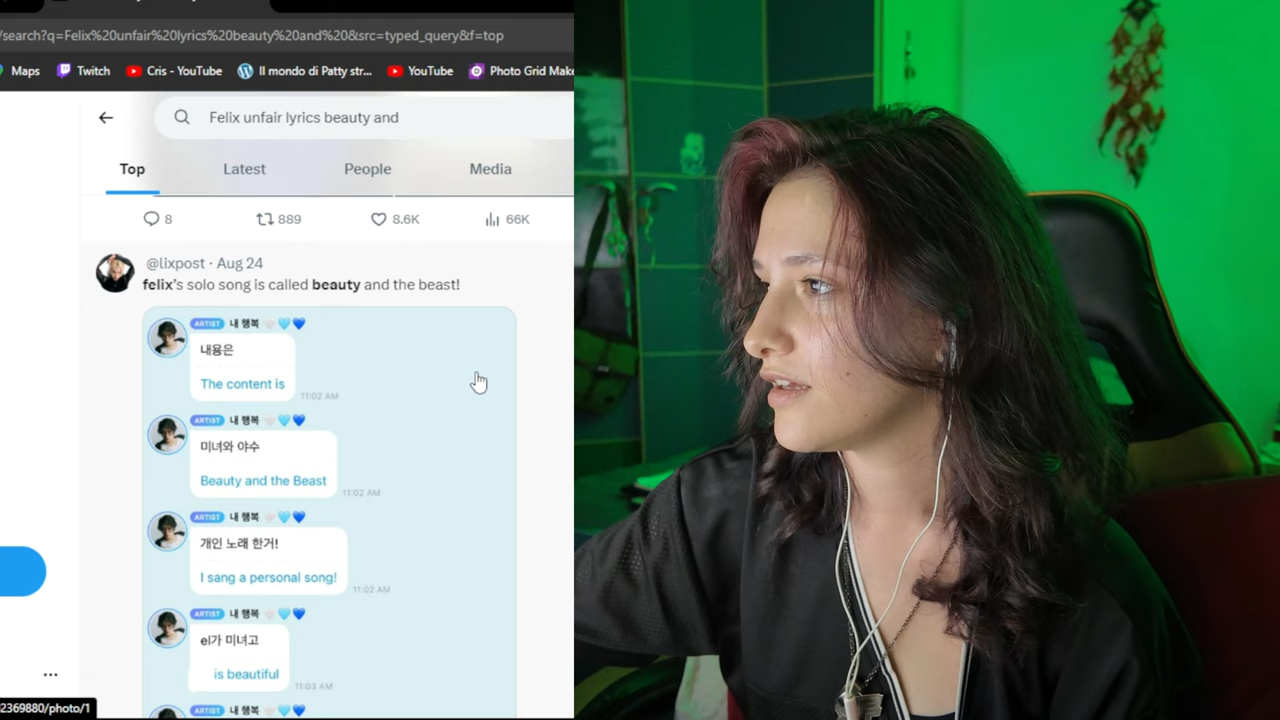 /search?q=Felix%20unfair%20lyrics%20beauty%20and%20&src=typed_query&f=top
Maps
Twitch
Cris - YouTube
Il mondo di Patty str...
YouTube
Photo Grid Make
Felix unfair lyrics beauty and
Top
Latest
People
Media
8
889
8.6K
66K
@lixpost · Aug 24
felix's solo song is called beauty and the beast!
ARTIST 내 행복 🤍🩵💙
내용은
The content is
11:02 AM
ARTIST 내 행복 🤍🩵💙
미녀와 야수
Beauty and the Beast
11:02 AM
ARTIST 내 행복 🤍🩵💙
개인 노래 한거!
I sang a personal song!
11:02 AM
ARTIST 내 행복 🤍🩵💙
el가 미녀고
is beautiful
11:03 AM
ARTIST 내 행복 🤍🩵💙
2369880/photo/1